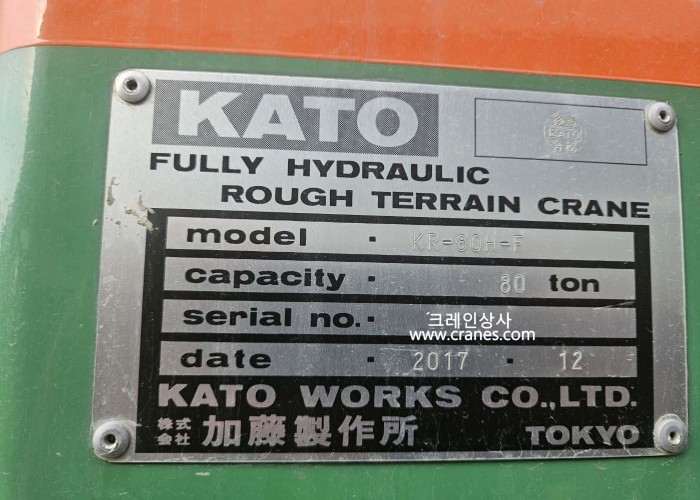 KATO
FULLY HYDRAULIC
ROUGH TERRAIN CRANE
model · KR-80H-F
capacity · 80 ton
serial no. ·
크레인상사
www.cranes.com
date · 2017 · 12
KATO WORKS CO.,LTD.
株式会社 加藤製作所 TOKYO